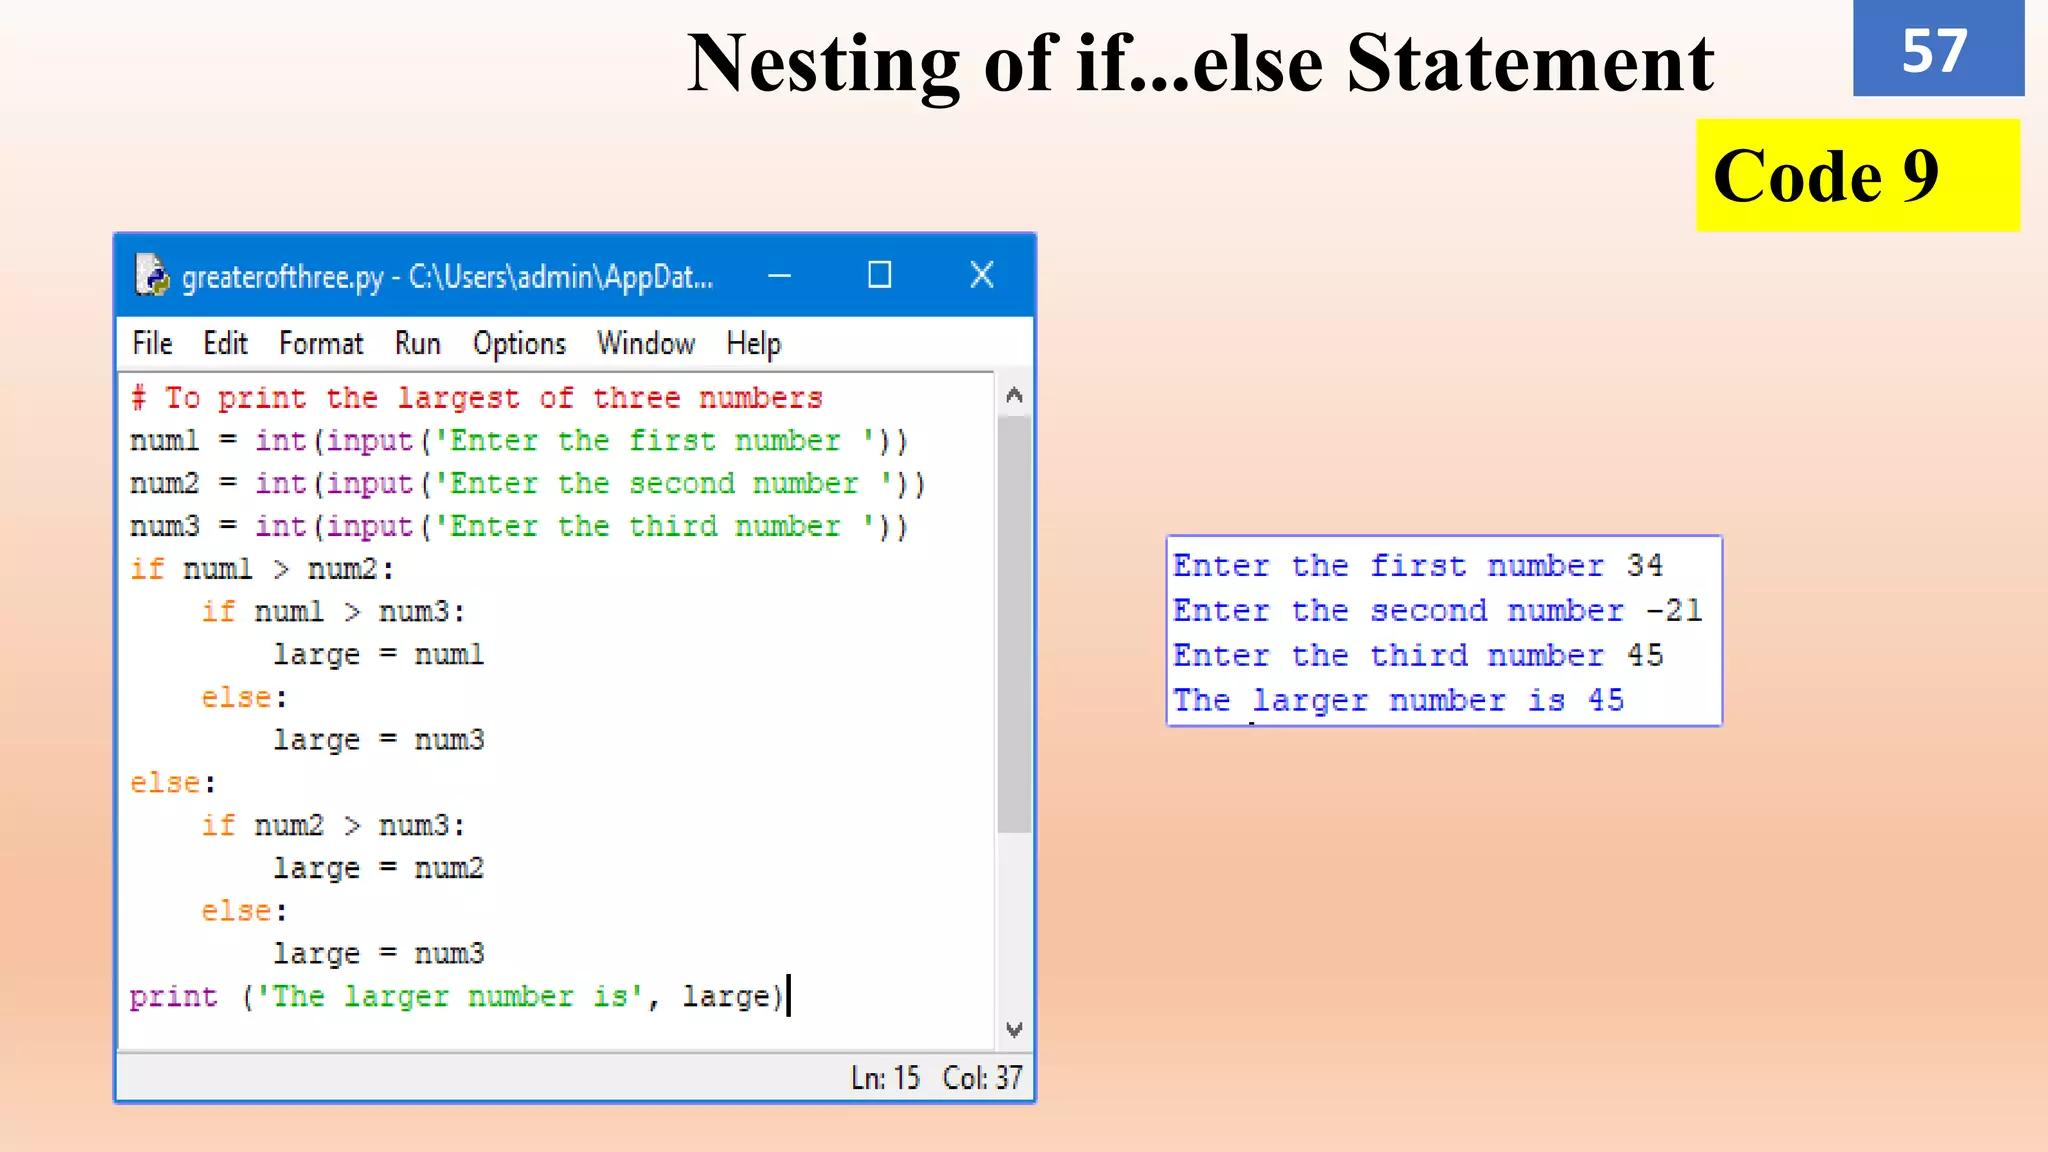 Nesting of if...else Statement
57
Code 9
greaterofthree.py - C:\Users\admin\AppDat...
File Edit Format Run Options Window Help
# To print the largest of three numbers
num1 = int(input('Enter the first number '))
num2 = int(input('Enter the second number '))
num3 = int(input('Enter the third number '))
if num1 > num2:
    if num1 > num3:
        large = num1
    else:
        large = num3
else:
    if num2 > num3:
        large = num2
    else:
        large = num3
print ('The larger number is', large)
Ln: 15 Col: 37
Enter the first number 34
Enter the second number -21
Enter the third number 45
The larger number is 45